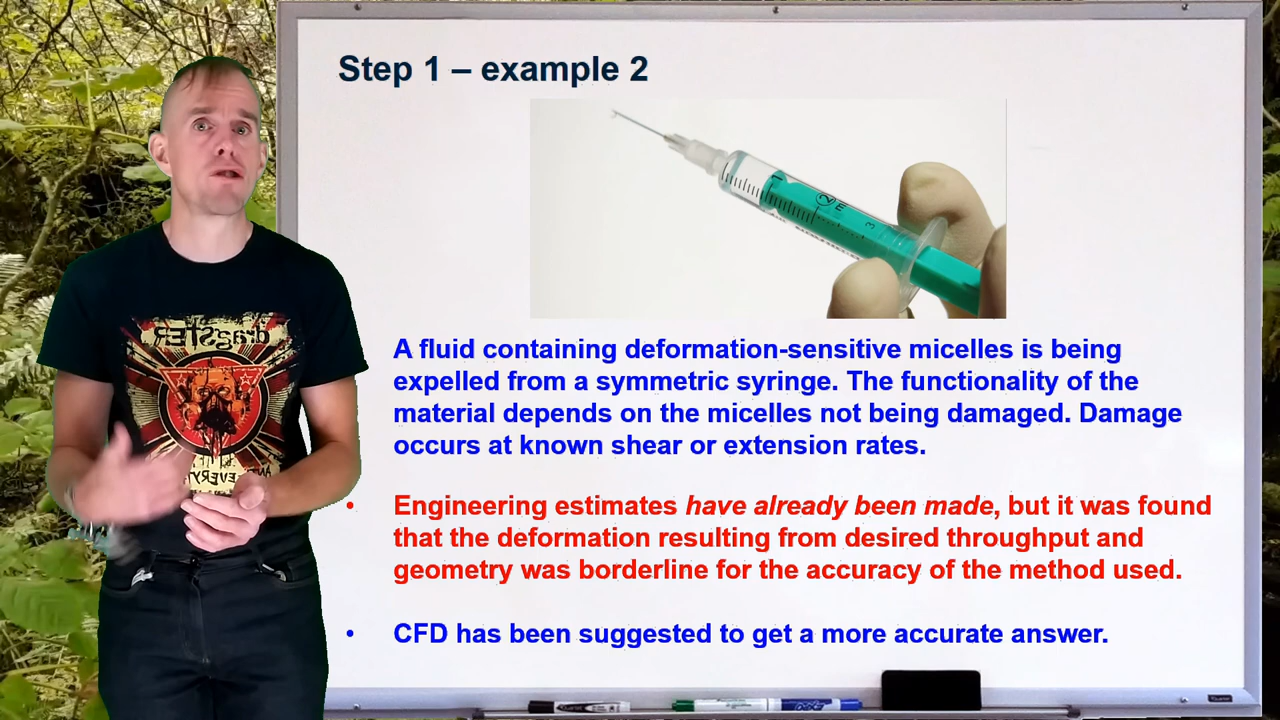 Step 1 – example 2
A fluid containing deformation-sensitive micelles is being
expelled from a symmetric syringe. The functionality of the
material depends on the micelles not being damaged. Damage
occurs at known shear or extension rates.
• Engineering estimates have already been made, but it was found
that the deformation resulting from desired throughput and
geometry was borderline for the accuracy of the method used.
• CFD has been suggested to get a more accurate answer.
dragSTER